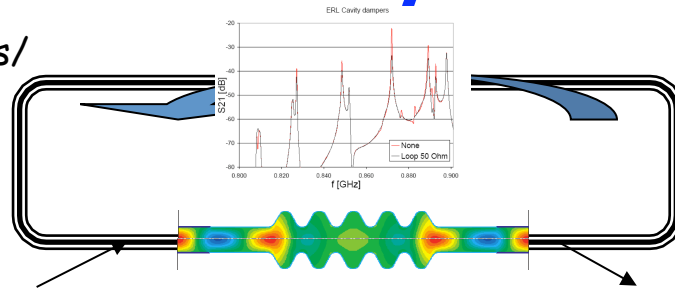 s/
ERL Cavity dampers
-20
-30
-40
-50
-60
-70
-80
S21 [dB]
0.800 0.820 0.840 0.860 0.880 0.900
f [GHz]
None
Loop 50 Ohm